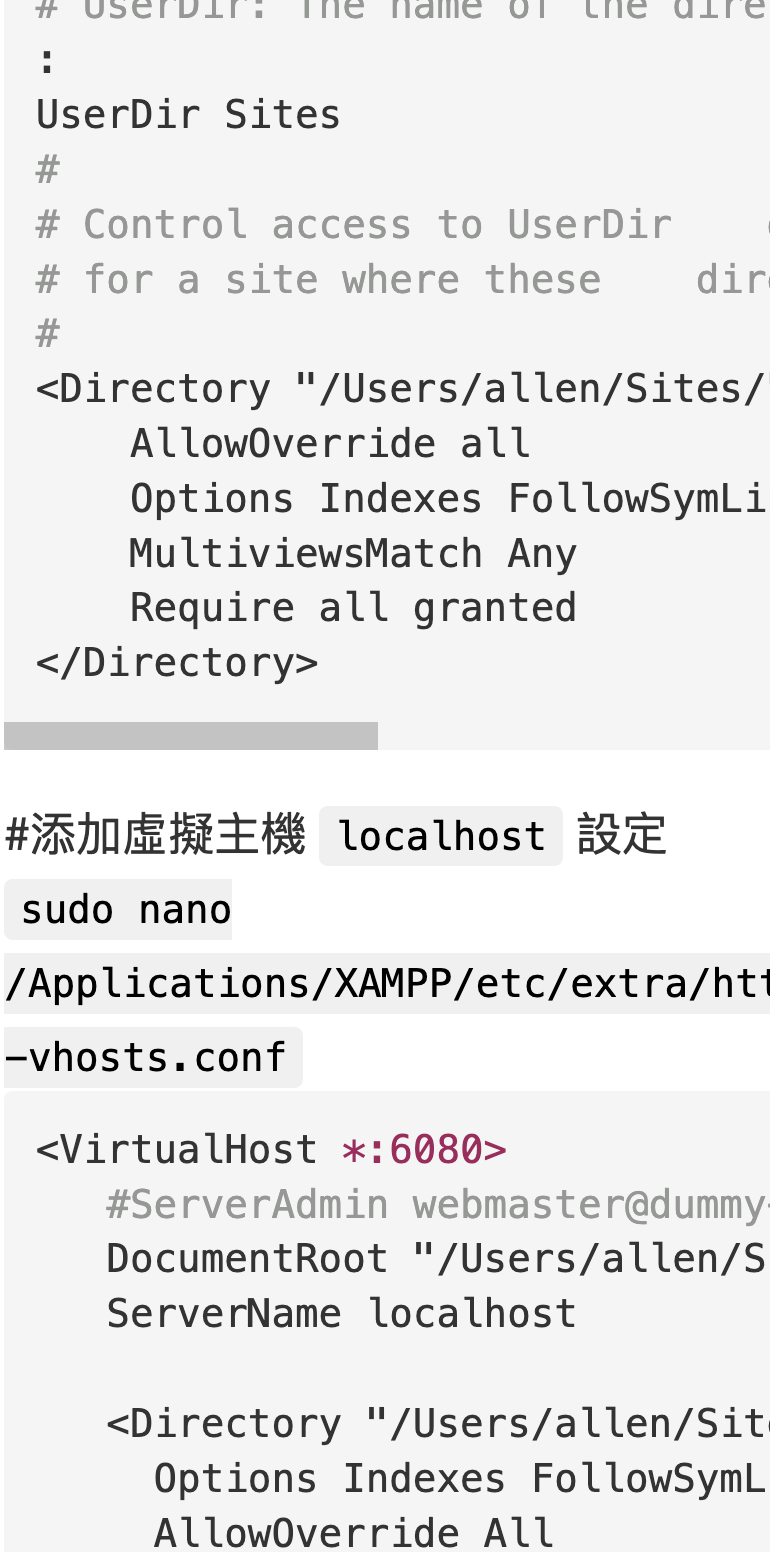 # UserDir: The name of the dire
:
UserDir Sites
#
# Control access to UserDir
# for a site where these    dire
#
<Directory "/Users/allen/Sites/"
    AllowOverride all
    Options Indexes FollowSymLi
    MultiviewsMatch Any
    Require all granted
</Directory>
#添加虛擬主機 localhost 設定
sudo nano
/Applications/XAMPP/etc/extra/htt
-vhosts.conf
<VirtualHost *:6080>
   #ServerAdmin webmaster@dummy-
   DocumentRoot "/Users/allen/S
   ServerName localhost
   <Directory "/Users/allen/Site
     Options Indexes FollowSymL
     AllowOverride All